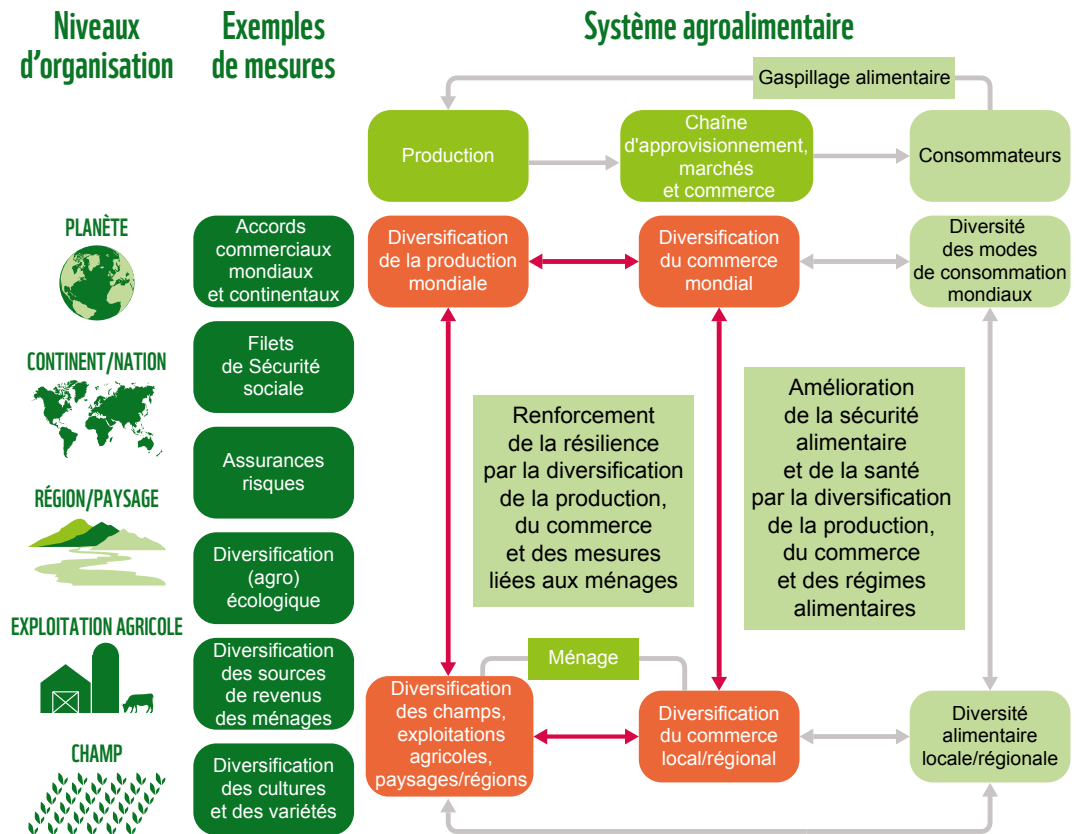 Niveaux
d'organisation
Exemples
de mesures
Système agroalimentaire
Gaspillage alimentaire
Production
Chaîne
d'approvisionnement,
marchés
et commerce
Consommateurs
PLANÈTE
CONTINENT/NATION
RÉGION/PAYSAGE
EXPLOITATION AGRICOLE
CHAMP
Accords
commerciaux
mondiaux
et continentaux
Filets
de Sécurité
sociale
Assurances
risques
Diversification
(agro)
écologique
Diversification
des sources
de revenus
des ménages
Diversification
des cultures
et des variétés
Diversification
de la production
mondiale
Diversification
du commerce
mondial
Diversité
des modes
de consommation
mondiaux
Renforcement
de la résilience
par la diversification
de la production,
du commerce
et des mesures
liées aux ménages
Amélioration
de la sécurité
alimentaire
et de la santé
par la diversification
de la production,
du commerce
et des régimes
alimentaires
Ménage
Diversification
des champs,
exploitations
agricoles,
paysages/régions
Diversification
du commerce
local/régional
Diversité
alimentaire
locale/régionale